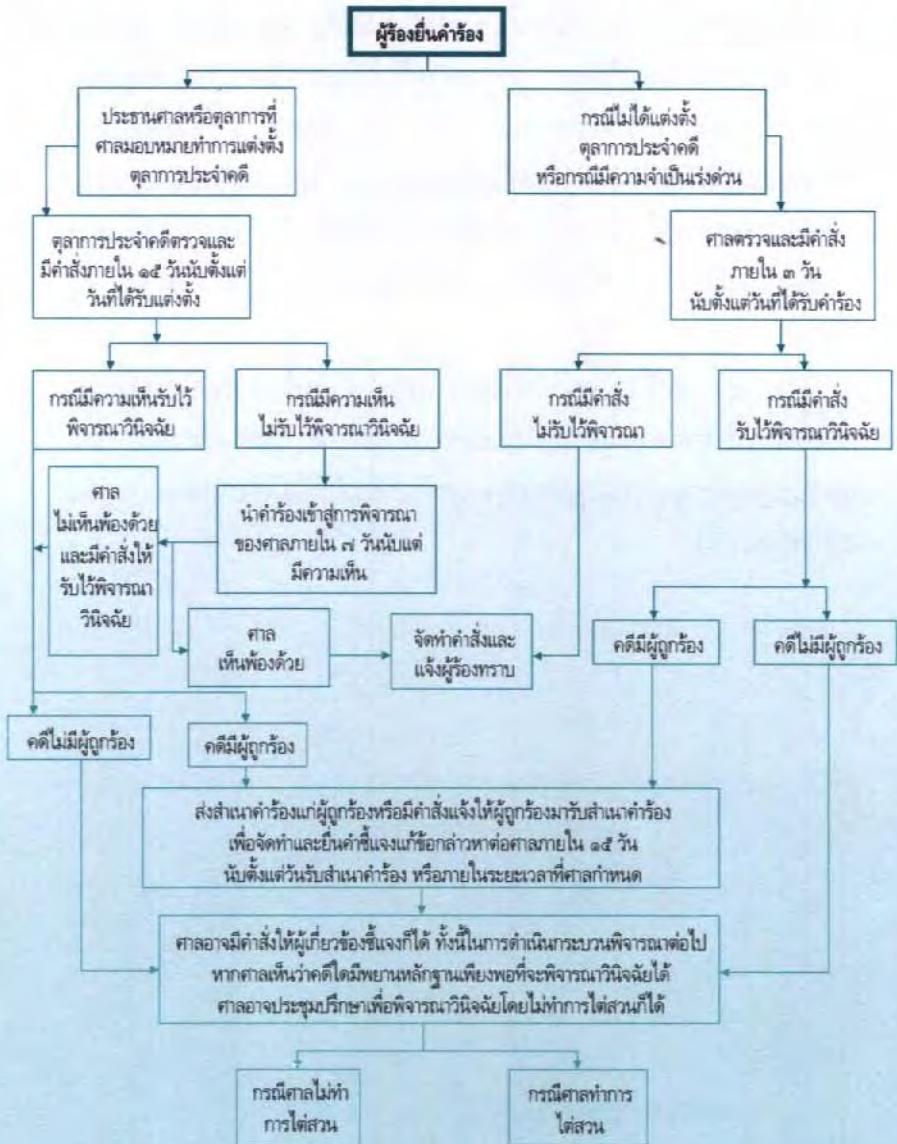 ผู้ร้องยื่นคำร้อง
ประธานศาลหรือตุลาการที่
ศาลมอบหมายทำการแต่งตั้ง
ตุลาการประจำคดี
กรณีไม่ได้แต่งตั้ง
ตุลาการประจำคดี
หรือกรณีมีความจำเป็นเร่งด่วน
ตุลาการประจำคดีตรวจและ
มีคำสั่งภายใน ๑๕ วันนับตั้งแต่
วันที่ได้รับแต่งตั้ง
ศาลตรวจและมีคำสั่ง
ภายใน ๓ วัน
นับตั้งแต่วันที่ได้รับคำร้อง
กรณีมีความเห็นรับไว้
พิจารณาวินิจฉัย
กรณีมีความเห็น
ไม่รับไว้พิจารณาวินิจฉัย
กรณีมีคำสั่ง
ไม่รับไว้พิจารณา
กรณีมีคำสั่ง
รับไว้พิจารณาวินิจฉัย
ศาล
ไม่เห็นพ้องด้วย
และมีคำสั่งให้
รับไว้พิจารณา
วินิจฉัย
นำคำร้องเข้าสู่การพิจารณา
ของศาลภายใน ๗ วันนับแต่
มีความเห็น
ศาล
เห็นพ้องด้วย
จัดทำคำสั่งและ
แจ้งผู้ร้องทราบ
คดีมีผู้ถูกร้อง
คดีไม่มีผู้ถูกร้อง
คดีไม่มีผู้ถูกร้อง
คดีมีผู้ถูกร้อง
ส่งสำเนาคำร้องแก่ผู้ถูกร้องหรือมีคำสั่งแจ้งให้ผู้ถูกร้องมารับสำเนาคำร้อง
เพื่อจัดทำและยื่นคำชี้แจงแก้ข้อกล่าวหาต่อศาลภายใน ๑๕ วัน
นับตั้งแต่วันรับสำเนาคำร้อง หรือภายในระยะเวลาที่ศาลกำหนด
ศาลอาจมีคำสั่งให้ผู้เกี่ยวข้องชี้แจงก็ได้ ทั้งนี้ในการดำเนินกระบวนพิจารณาต่อไป
หากศาลเห็นว่าคดีใดมีพยานหลักฐานเพียงพอที่จะพิจารณาวินิจฉัยได้
ศาลอาจประชุมปรึกษาเพื่อพิจารณาวินิจฉัยโดยไม่ทำการไต่สวนก็ได้
กรณีศาลไม่ทำ
การไต่สวน
กรณีศาลทำการ
ไต่สวน